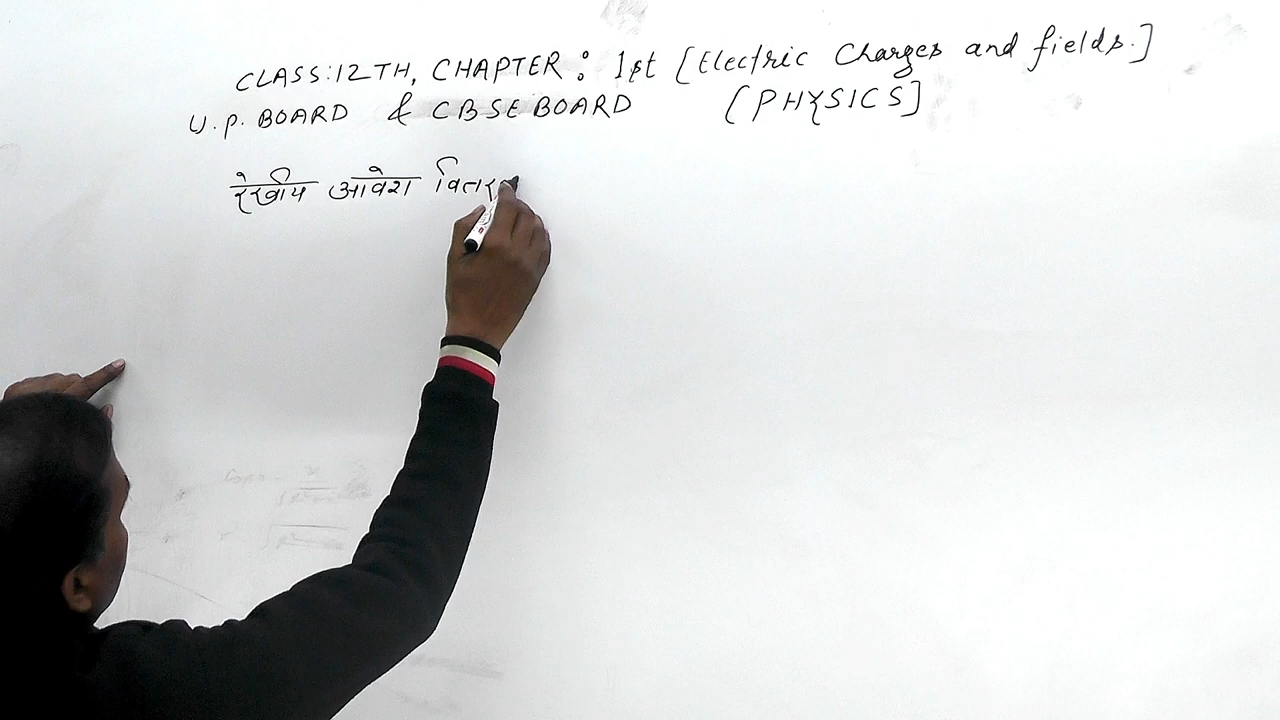 CLASS:12TH, CHAPTER: 1st [Electric Charges and fields.]
U.P. BOARD & CBSE BOARD [PHYSICS]
रेखीय आवेश